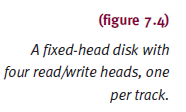 (figure 7.4)
A fixed-head disk with
four read/write heads, one
per track.